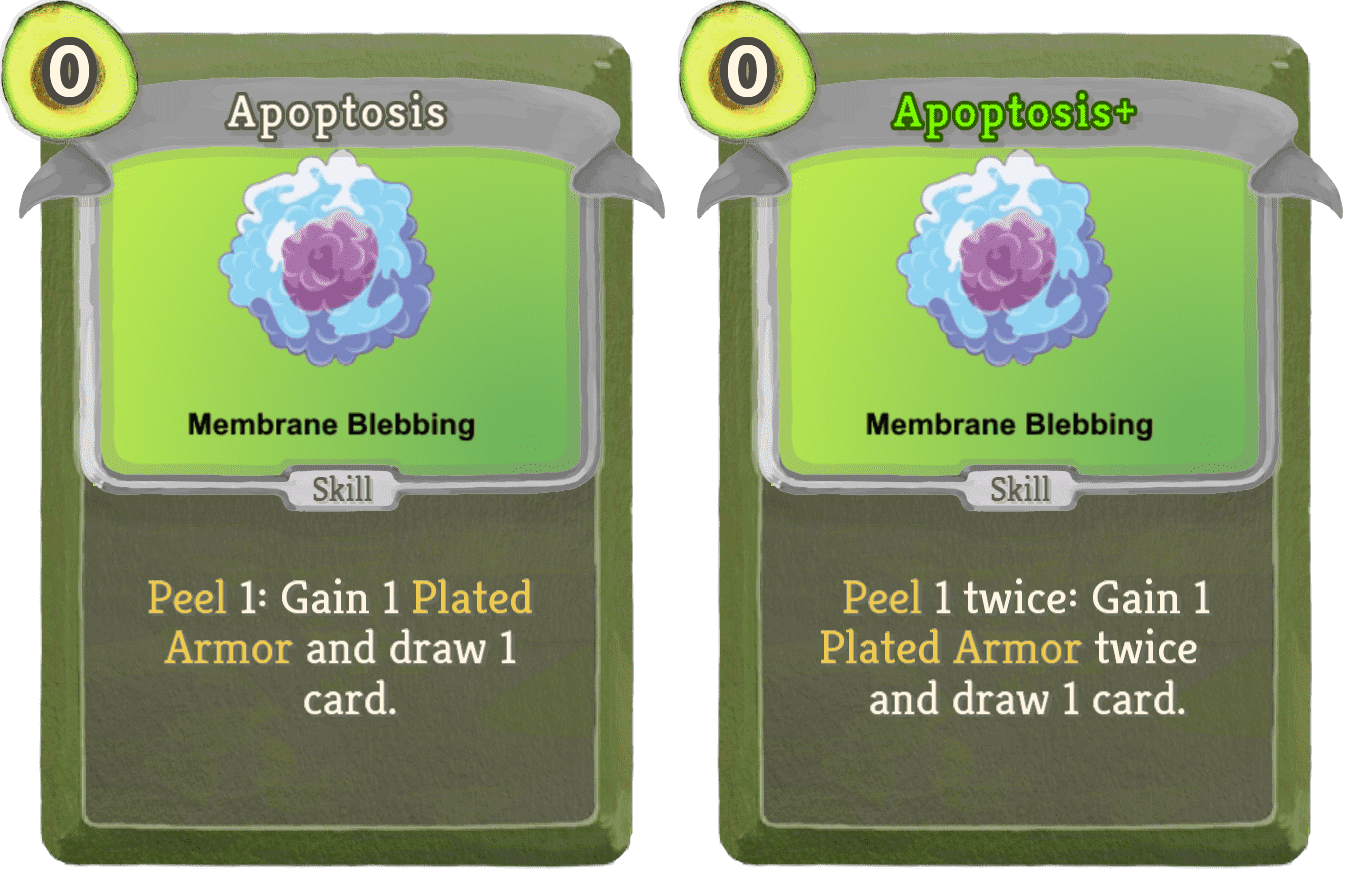 0
Apoptosis
Membrane Blebbing
Skill
Peel 1: Gain 1 Plated
Armor and draw 1
card.
0
Apoptosis+
Membrane Blebbing
Skill
Peel 1 twice: Gain 1
Plated Armor twice
and draw 1 card.